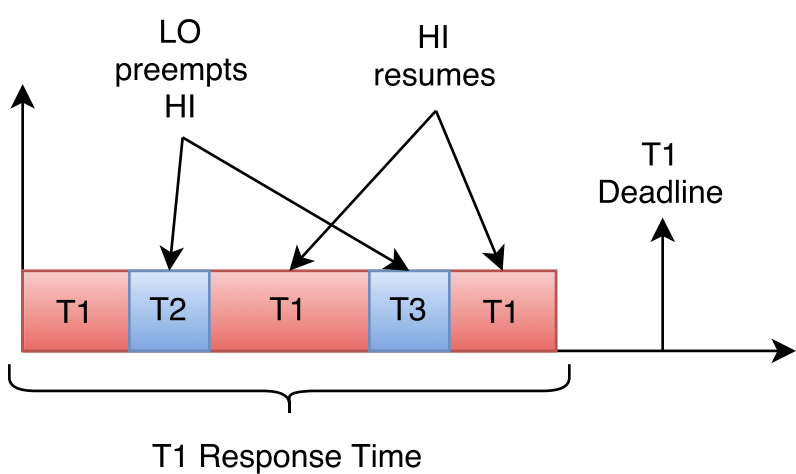 LO
preempts
HI
HI
resumes
T1
Deadline
T1
T2
T1
T3
T1
T1 Response Time